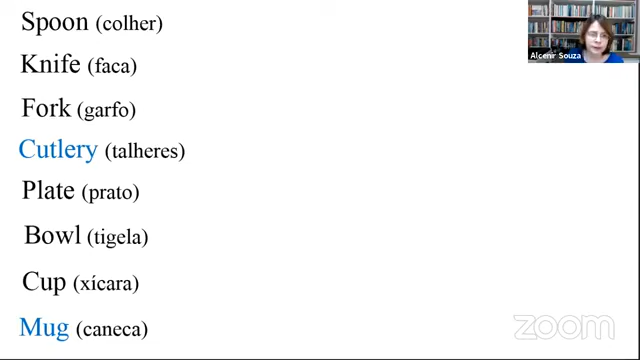 Spoon (colher)
Knife (faca)
Fork (garfo)
Cutlery (talheres)
Plate (prato)
Bowl (tigela)
Cup (xícara)
Mug (caneca)
Alcenir Souza
zoom